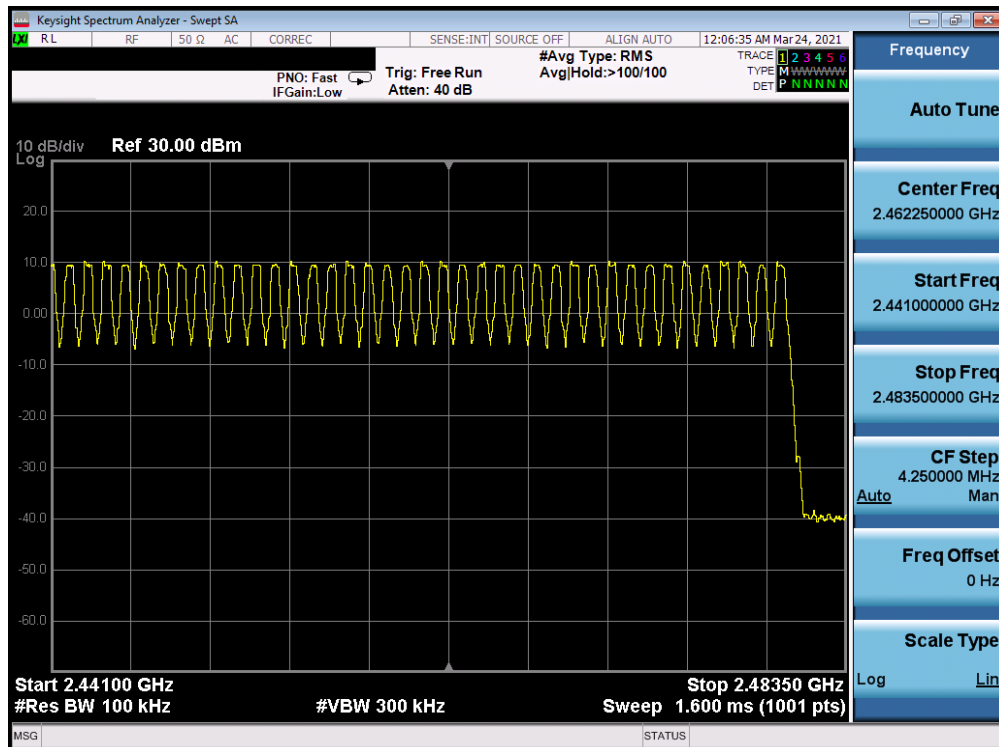 Keysight Spectrum Analyzer - Swept SA
LXI RL RF 50 Ω AC CORREC SENSE:INT SOURCE OFF ALIGN AUTO 12:06:35 AM Mar 24, 2021
PNO: Fast
IFGain:Low
Trig: Free Run
Atten: 40 dB
#Avg Type: RMS
Avg|Hold:>100/100
TRACE 1 2 3 4 5 6
TYPE M WWWWW
DET P N N N N N
10 dB/div Ref 30.00 dBm
Log
20.0
10.0
0.00
-10.0
-20.0
-30.0
-40.0
-50.0
-60.0
Start 2.44100 GHz Stop 2.48350 GHz
#Res BW 100 kHz #VBW 300 kHz Sweep 1.600 ms (1001 pts)
MSG STATUS
Frequency
Auto Tune
Center Freq
2.462250000 GHz
Start Freq
2.441000000 GHz
Stop Freq
2.483500000 GHz
CF Step
4.250000 MHz
Auto Man
Freq Offset
0 Hz
Scale Type
Log Lin